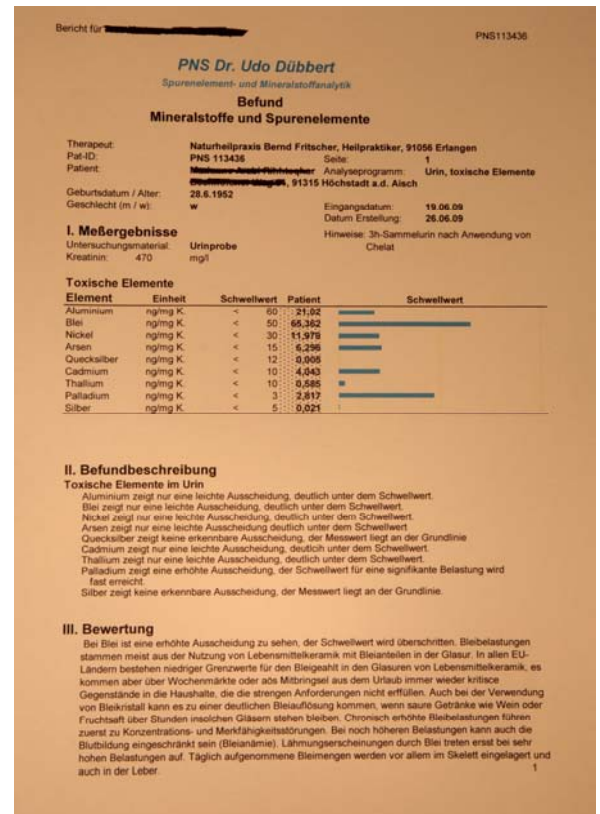 Bericht für
PNS113436
PNS Dr. Udo Dübbert
Spurenelement- und Mineralstoffanalytik
Befund
Mineralstoffe und Spurenelemente
Therapeut: Naturheilpraxis Bernd Fritscher, Heilpraktiker, 91056 Erlangen
Pat-ID: PNS 113436 Seite: 1
Patient: Analyseprogramm: Urin, toxische Elemente
91315 Höchstadt a.d. Aisch
Geburtsdatum / Alter: 28.6.1952
Geschlecht (m / w): w Eingangsdatum: 19.06.09
Datum Erstellung: 26.06.09
I. Meßergebnisse Hinweise: 3h-Sammelurin nach Anwendung von
Untersuchungsmaterial: Urinprobe Chelat
Kreatinin: 470 mg/l
Toxische Elemente
Element Einheit Schwellwert Patient Schwellwert
Aluminium ng/mg K. < 60 21,02
Blei ng/mg K. < 50 65,362
Nickel ng/mg K. < 30 11,979
Arsen ng/mg K. < 15 6,296
Quecksilber ng/mg K. < 12 0,005
Cadmium ng/mg K. < 10 4,043
Thallium ng/mg K. < 10 0,585
Palladium ng/mg K. < 3 2,817
Silber ng/mg K. < 5 0,021
II. Befundbeschreibung
Toxische Elemente im Urin
Aluminium zeigt nur eine leichte Ausscheidung, deutlich unter dem Schwellwert.
Blei zeigt nur eine leichte Ausscheidung, deutlich unter dem Schwellwert.
Nickel zeigt nur eine leichte Ausscheidung, deutlich unter dem Schwellwert.
Arsen zeigt nur eine leichte Ausscheidung deutlich unter dem Schwellwert
Quecksilber zeigt keine erkennbare Ausscheidung, der Messwert liegt an der Grundlinie
Cadmium zeigt nur eine leichte Ausscheidung, deutlich unter dem Schwellwert.
Thallium zeigt nur eine leichte Ausscheidung, deutlich unter dem Schwellwert.
Palladium zeigt eine erhöhte Ausscheidung, der Schwellwert für eine signifikante Belastung wird
fast erreicht.
Silber zeigt keine erkennbare Ausscheidung, der Messwert liegt an der Grundlinie.
III. Bewertung
Bei Blei ist eine erhöhte Ausscheidung zu sehen, der Schwellwert wird überschritten. Bleibelastungen
stammen meist aus der Nutzung von Lebensmittelkeramik mit Bleianteilen in der Glasur. In allen EU-
Ländern bestehen niedriger Grenzwerte für den Bleigeahlt in den Glasuren von Lebensmittelkeramik, es
kommen aber über Wochenmärkte oder aös Mitbringsel aus dem Urlaub immer wieder kritisce
Gegenstände in die Haushalte, die die strengen Anforderungen nicht erffüllen. Auch bei der Verwendung
von Bleikristall kann es zu einer deutlichen Bleiauflösung kommen, wenn saure Getränke wie Wein oder
Fruchtsaft über Stunden insolchen Gläsern stehen bleiben. Chronisch erhöhte Bleibelastungen führen
zuerst zu Konzentrations- und Merkfähigkeitsstörungen. Bei noch höheren Belastungen kann auch die
Blutbildung eingeschränkt sein (Bleianämie). Lähmungserscheinungen durch Blei treten ersst bei sehr
hohen Belastungen auf. Täglich aufgenommene Bleimengen werden vor allem im Skelett eingelagert und
auch in der Leber. 1